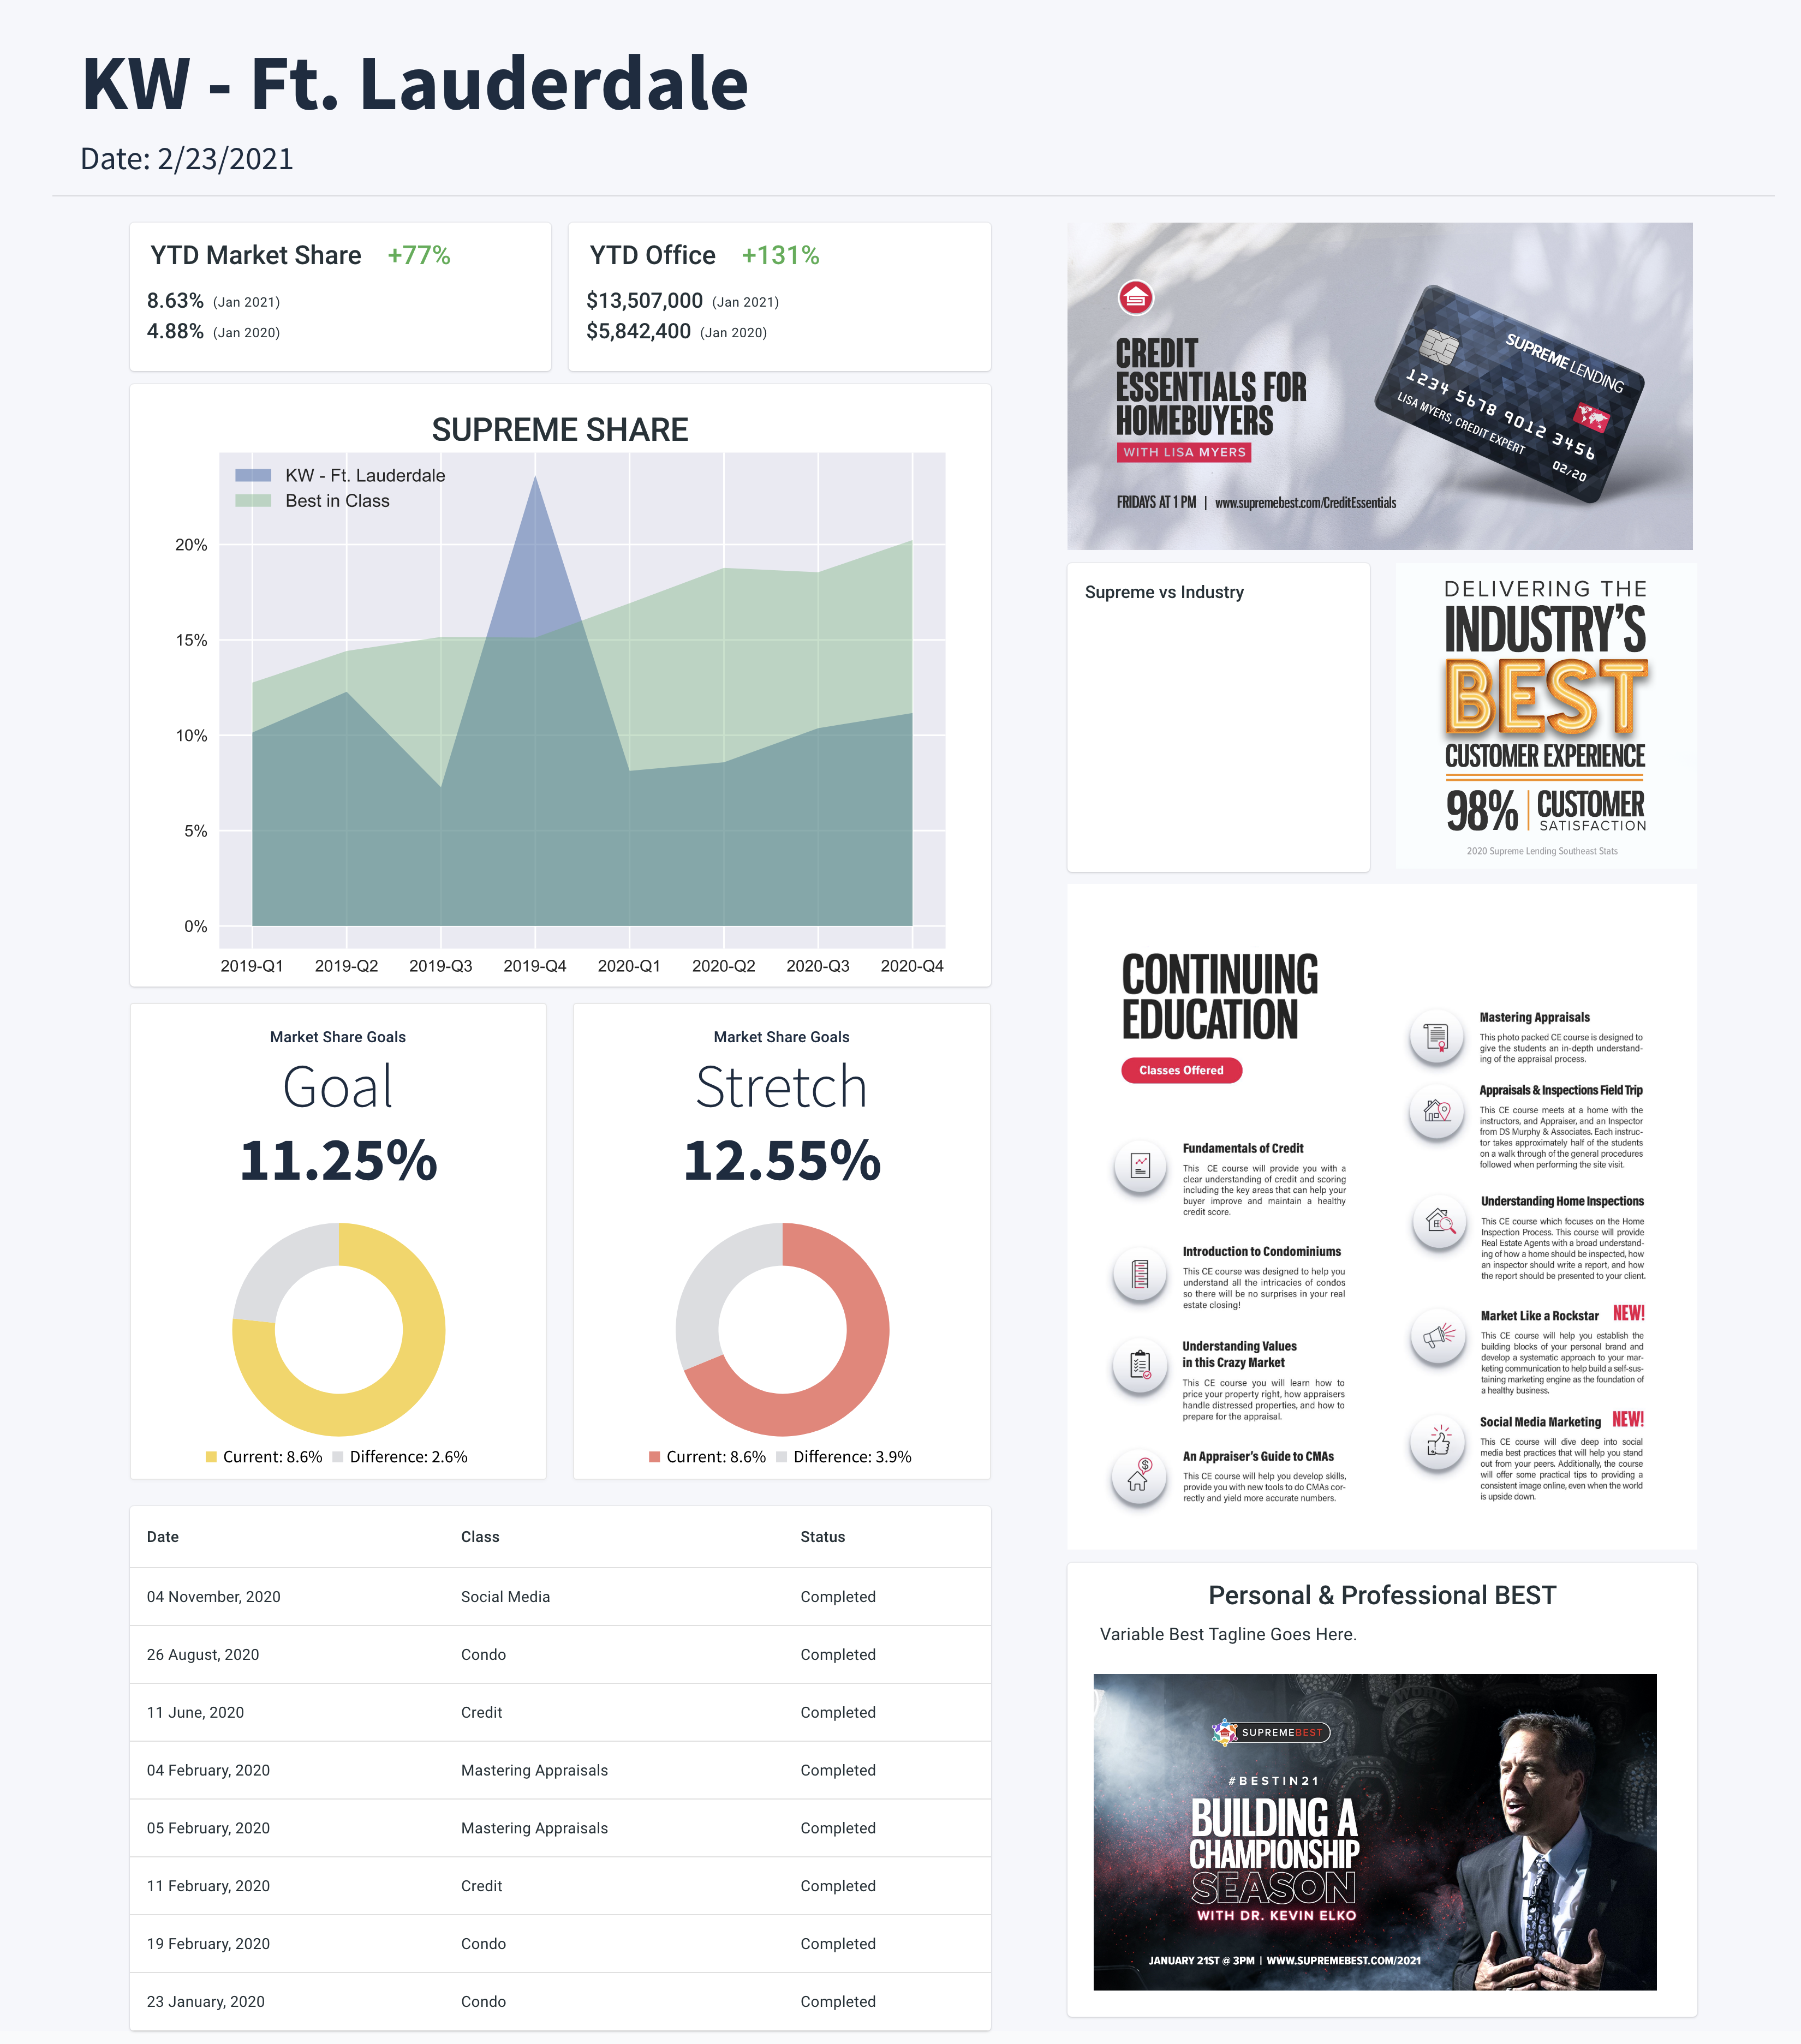 KW - Ft. Lauderdale
Date: 2/23/2021
YTD Market Share +77%
8.63% (Jan 2021)
4.88% (Jan 2020)
YTD Office +131%
$13,507,000 (Jan 2021)
$5,842,400 (Jan 2020)
SUPREME SHARE
KW - Ft. Lauderdale
Best in Class
20%
15%
10%
5%
0%
2019-Q1 2019-Q2 2019-Q3 2019-Q4 2020-Q1 2020-Q2 2020-Q3 2020-Q4
Market Share Goals
Goal
11.25%
Current: 8.6% Difference: 2.6%
Market Share Goals
Stretch
12.55%
Current: 8.6% Difference: 3.9%
Date Class Status
04 November, 2020 Social Media Completed
26 August, 2020 Condo Completed
11 June, 2020 Credit Completed
04 February, 2020 Mastering Appraisals Completed
05 February, 2020 Mastering Appraisals Completed
11 February, 2020 Credit Completed
19 February, 2020 Condo Completed
23 January, 2020 Condo Completed
CREDIT
ESSENTIALS FOR
HOMEBUYERS
WITH LISA MYERS
FRIDAYS AT 1 PM | www.supremebest.com/CreditEssentials
SUPREME LENDING
1234 5678 9012 3456
LISA MYERS, CREDIT EXPERT
02/20
Supreme vs Industry
DELIVERING THE
INDUSTRY'S
BEST
CUSTOMER EXPERIENCE
98% | CUSTOMER
SATISFACTION
2020 Supreme Lending Southeast Stats
CONTINUING
EDUCATION
Classes Offered
Fundamentals of Credit
This CE course will provide you with a
clear understanding of credit and scoring
including the key areas that can help your
buyer improve and maintain a healthy
credit score.
Introduction to Condominiums
This CE course was designed to help you
understand all the intricacies of condos
so there will be no surprises in your real
estate closing!
Understanding Values
in this Crazy Market
This CE course you will learn how to
price your property right, how appraisers
handle distressed properties, and how to
prepare for the appraisal.
An Appraiser's Guide to CMAs
This CE course will help you develop skills,
provide you with new tools to do CMAs cor-
rectly and yield more accurate numbers.
Mastering Appraisals
This photo packed CE course is designed to
give the students an in-depth understand-
ing of the appraisal process.
Appraisals & Inspections Field Trip
This CE course meets at a home with the
instructors, and Appraiser, and an Inspector
from DS Murphy & Associates. Each instruc-
tor takes approximately half of the students
on a walk through of the general procedures
followed when performing the site visit.
Understanding Home Inspections
This CE course which focuses on the Home
Inspection Process. This course will provide
Real Estate Agents with a broad understand-
ing of how a home should be inspected, how
an inspector should write a report, and how
the report should be presented to your client.
Market Like a Rockstar NEW!
This CE course will help you establish the
building blocks of your personal brand and
develop a systematic approach to your mar-
keting communication to help build a self-sus-
taining marketing engine as the foundation of
a healthy business.
Social Media Marketing NEW!
This CE course will dive deep into social
media best practices that will help you stand
out from your peers. Additionally, the course
will offer some practical tips to providing a
consistent image online, even when the world
is upside down.
Personal & Professional BEST
Variable Best Tagline Goes Here.
SUPREMEBEST
#BESTIN21
BUILDING A
CHAMPIONSHIP
SEASON
WITH DR. KEVIN ELKO
JANUARY 21ST @ 3PM | WWW.SUPREMEBEST.COM/2021